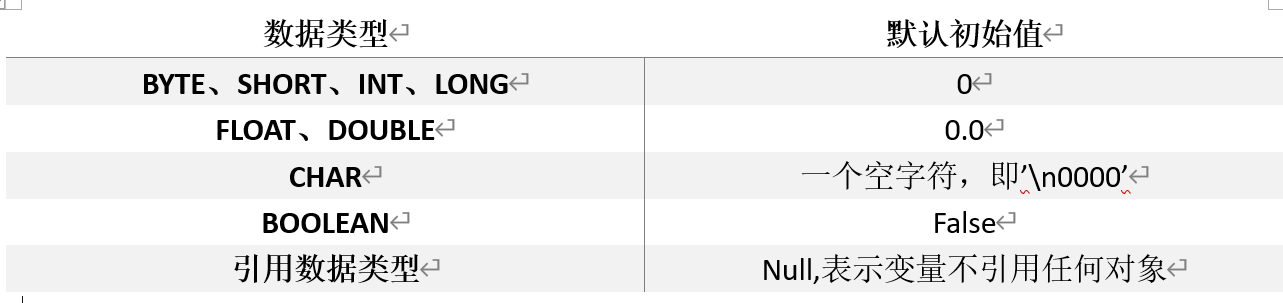 数据类型 默认初始值
BYTE、SHORT、INT、LONG 0
FLOAT、DOUBLE 0.0
CHAR 一个空字符，即’\n0000’
BOOLEAN False
引用数据类型 Null,表示变量不引用任何对象